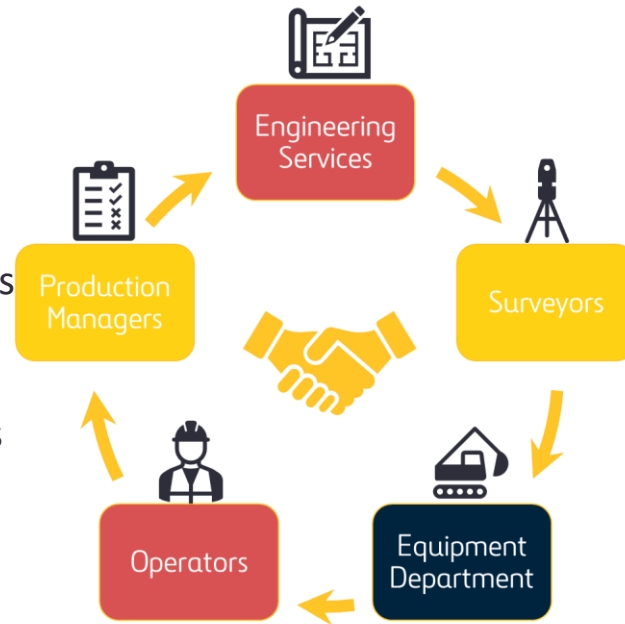 Engineering
Services
Production
Managers
Surveyors
Operators
Equipment
Department